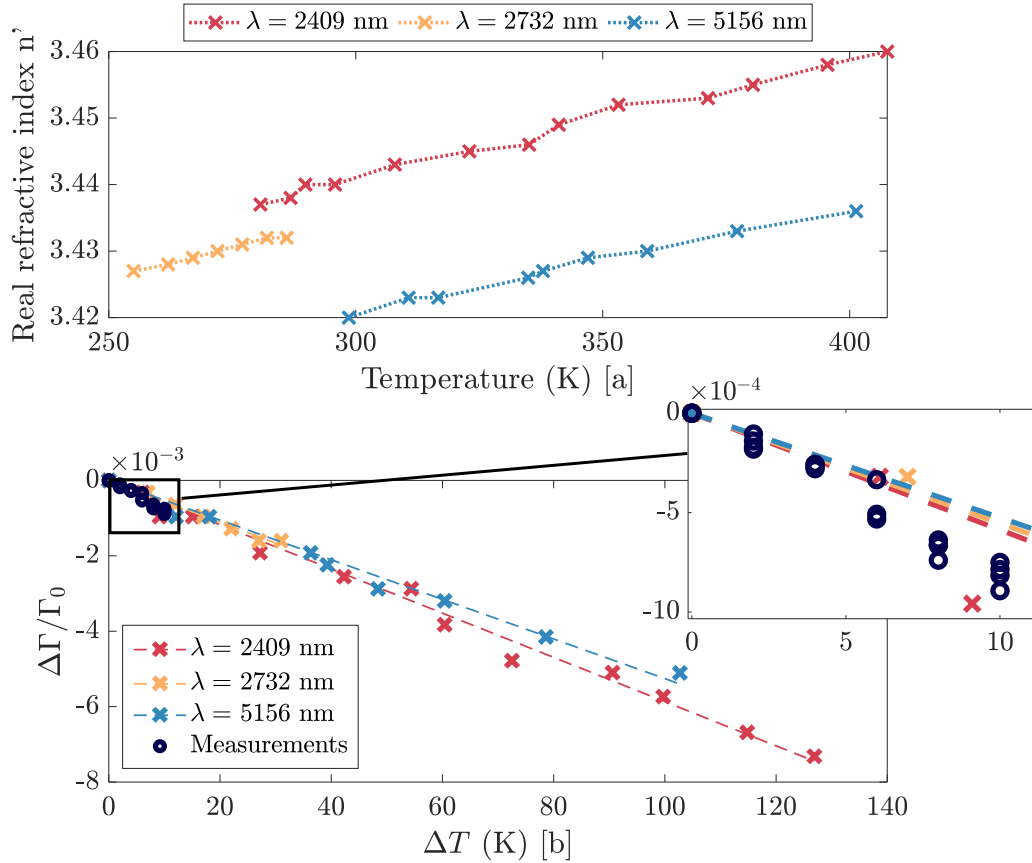 λ = 2409 nm λ = 2732 nm λ = 5156 nm
Real refractive index n'
3.46
3.45
3.44
3.43
3.42
250 300 350 400
Temperature (K) [a]
×10⁻⁴
0
-5
-10
0 5 10
×10⁻³
ΔΓ/Γ₀
0
-2
-4
-6
-8
λ = 2409 nm
λ = 2732 nm
λ = 5156 nm
Measurements
0 20 40 60 80 100 120 140
ΔT (K) [b]